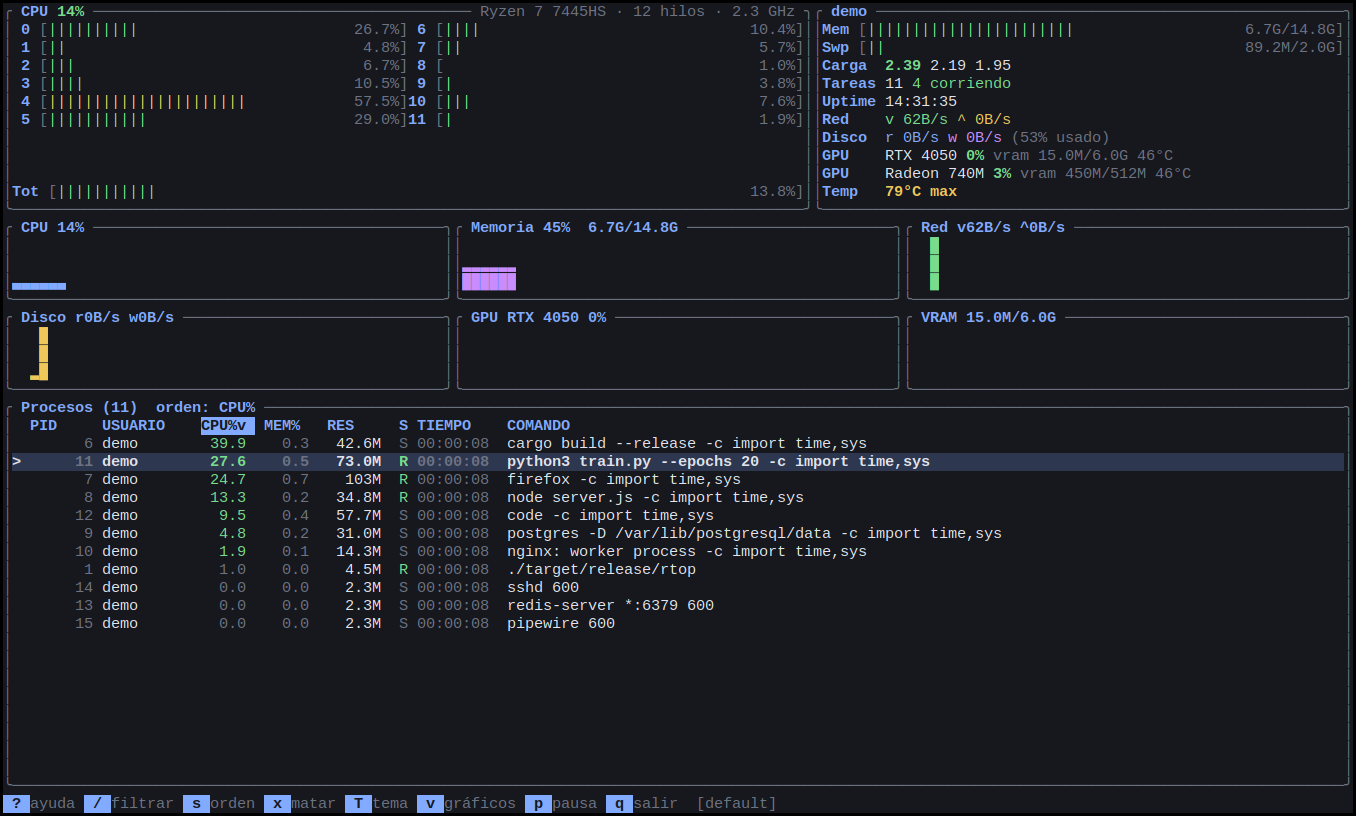 CPU 14% Ryzen 7 7445HS · 12 hilos · 2.3 GHz
0 [|||||||||| 26.7%] 6 [|||| 10.4%]
1 [|| 4.8%] 7 [|| 5.7%]
2 [||| 6.7%] 8 [ 1.0%]
3 [|||| 10.5%] 9 [| 3.8%]
4 [|||||||||||||||||||||| 57.5%]10 [||| 7.6%]
5 [||||||||||| 29.0%]11 [| 1.9%]
Tot [||||||||||| 13.8%]
demo
Mem [||||||||||||||||||||||| 6.7G/14.8G]
Swp [|| 89.2M/2.0G]
Carga 2.39 2.19 1.95
Tareas 11 4 corriendo
Uptime 14:31:35
Red v 62B/s ^ 0B/s
Disco r 0B/s w 0B/s (53% usado)
GPU RTX 4050 0% vram 15.0M/6.0G 46°C
GPU Radeon 740M 3% vram 450M/512M 46°C
Temp 79°C max
CPU 14%
Memoria 45% 6.7G/14.8G
Red v62B/s ^0B/s
Disco r0B/s w0B/s
GPU RTX 4050 0%
VRAM 15.0M/6.0G
Procesos (11) orden: CPU%
PID USUARIO CPU%v MEM% RES S TIEMPO COMANDO
6 demo 39.9 0.3 42.6M S 00:00:08 cargo build --release -c import time,sys
> 11 demo 27.6 0.5 73.0M R 00:00:08 python3 train.py --epochs 20 -c import time,sys
7 demo 24.7 0.7 103M R 00:00:08 firefox -c import time,sys
8 demo 13.3 0.2 34.8M R 00:00:08 node server.js -c import time,sys
12 demo 9.5 0.4 57.7M S 00:00:08 code -c import time,sys
9 demo 4.8 0.2 31.0M S 00:00:08 postgres -D /var/lib/postgresql/data -c import time,sys
10 demo 1.9 0.1 14.3M S 00:00:08 nginx: worker process -c import time,sys
1 demo 1.0 0.0 4.5M R 00:00:08 ./target/release/rtop
14 demo 0.0 0.0 2.3M S 00:00:08 sshd 600
13 demo 0.0 0.0 2.3M S 00:00:08 redis-server *:6379 600
15 demo 0.0 0.0 2.3M S 00:00:08 pipewire 600
? ayuda / filtrar s orden x matar T tema v gráficos p pausa q salir [default]